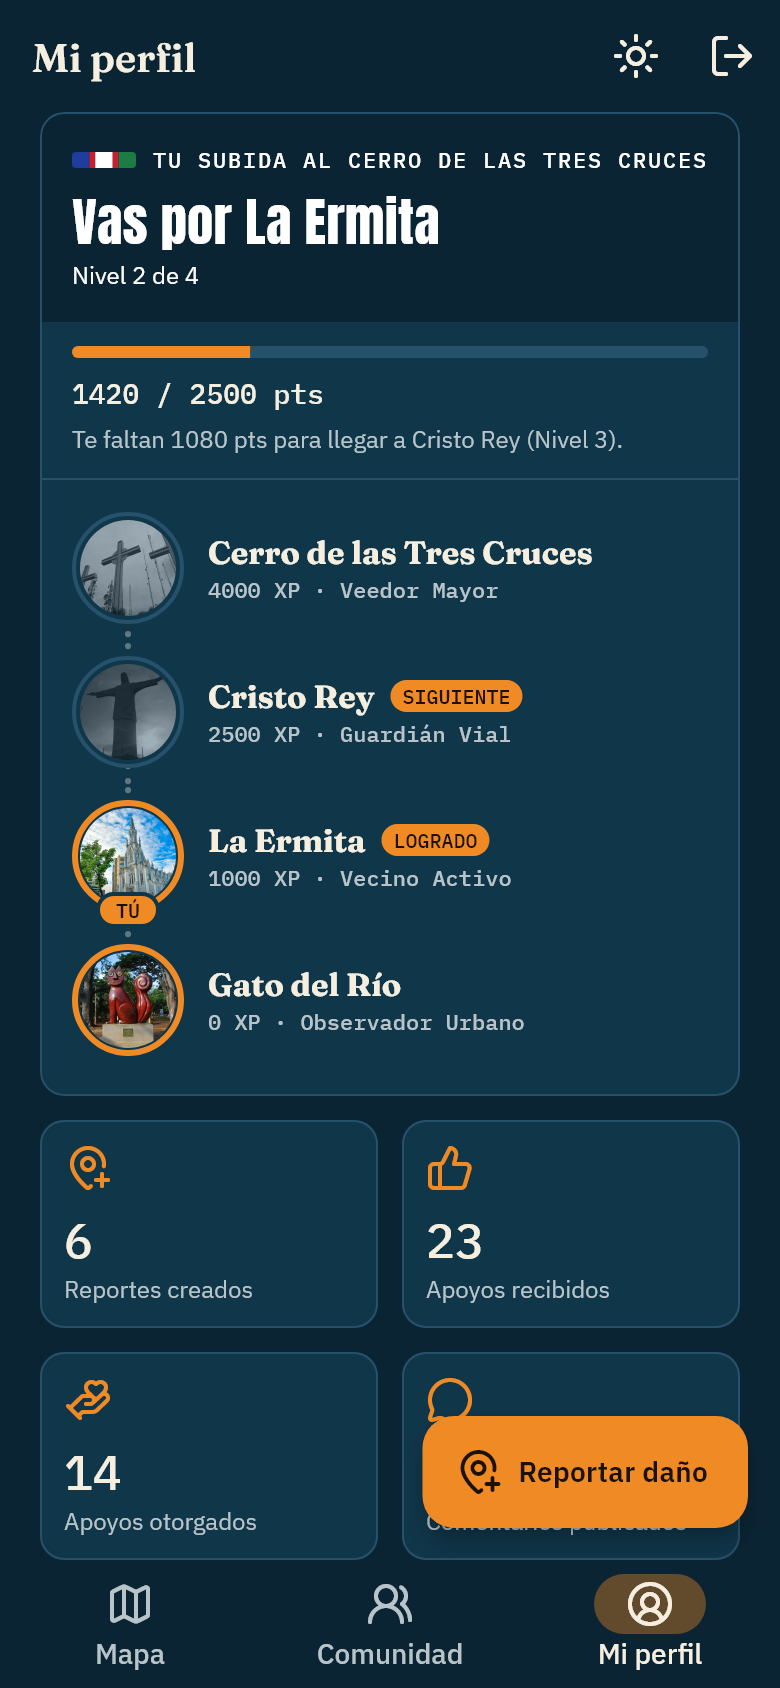 Mi perfil
TU SUBIDA AL CERRO DE LAS TRES CRUCES
Vas por La Ermita
Nivel 2 de 4
1420 / 2500 pts
Te faltan 1080 pts para llegar a Cristo Rey (Nivel 3).
Cerro de las Tres Cruces
4000 XP · Veedor Mayor
Cristo Rey SIGUIENTE
2500 XP · Guardián Vial
La Ermita LOGRADO
1000 XP · Vecino Activo
TÚ
Gato del Río
0 XP · Observador Urbano
6
Reportes creados
23
Apoyos recibidos
14
Apoyos otorgados
Reportar daño
Comentarios publicados
Mapa
Comunidad
Mi perfil